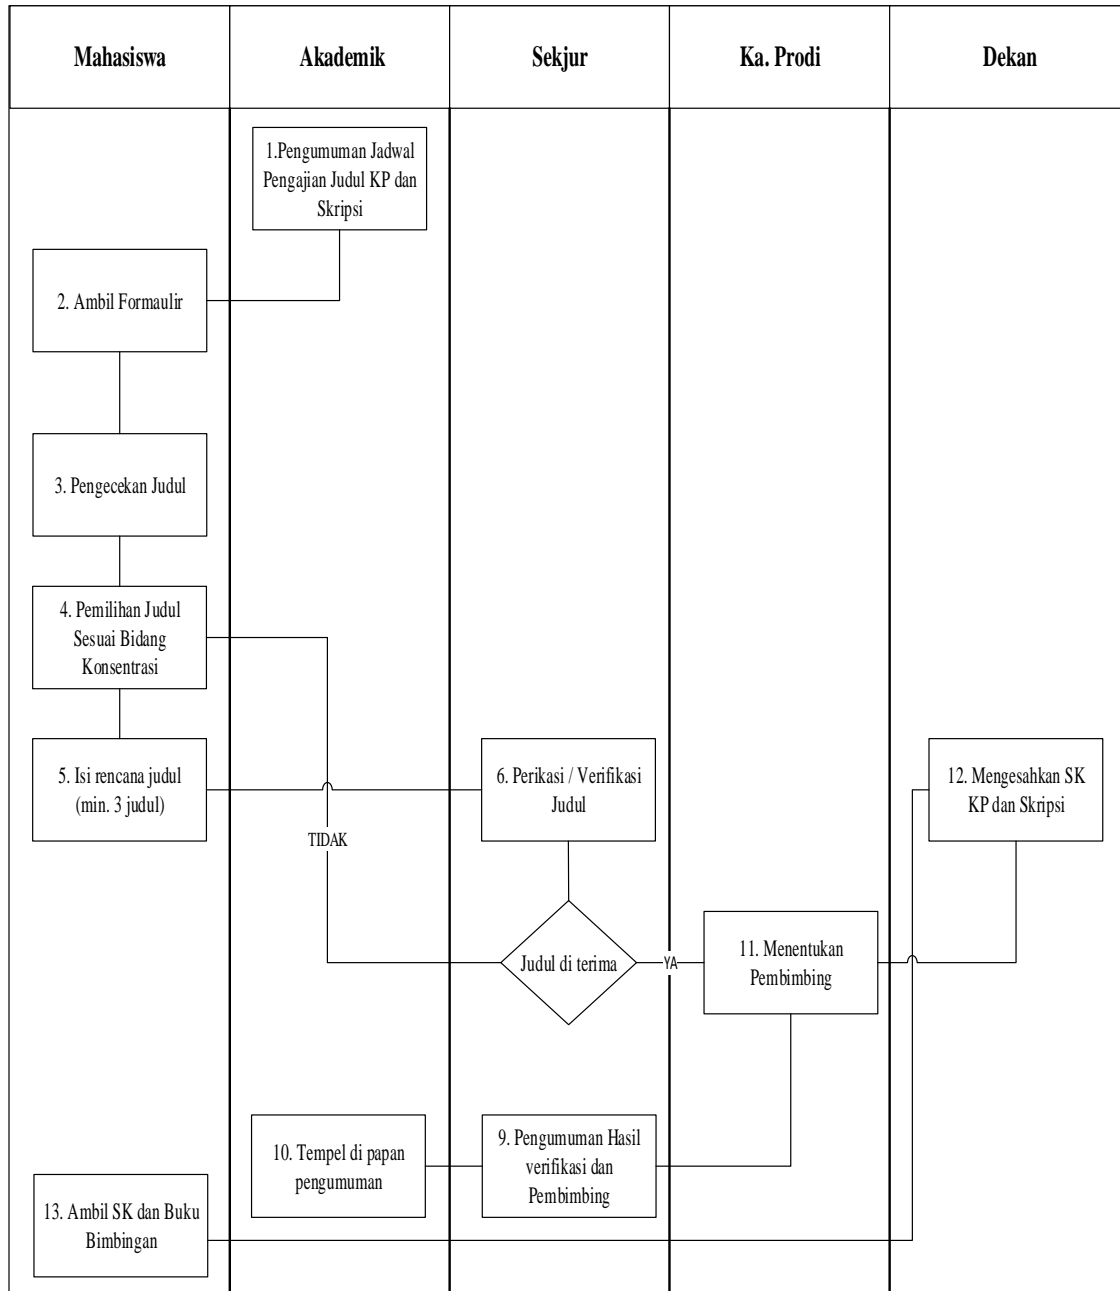 Mahasiswa
Akademik
Sekjur
Ka. Prodi
Dekan
1.Pengumuman Jadwal
Pengajian Judul KP dan
Skripsi
2. Ambil Formaulir
3. Pengecekan Judul
4. Pemilihan Judul
Sesuai Bidang
Konsentrasi
5. Isi rencana judul
(min. 3 judul)
6. Perikasi / Verifikasi
Judul
12. Mengesahkan SK
KP dan Skripsi
TIDAK
Judul di terima
YA
11. Menentukan
Pembimbing
10. Tempel di papan
pengumuman
9. Pengumuman Hasil
verifikasi dan
Pembimbing
13. Ambil SK dan Buku
Bimbingan